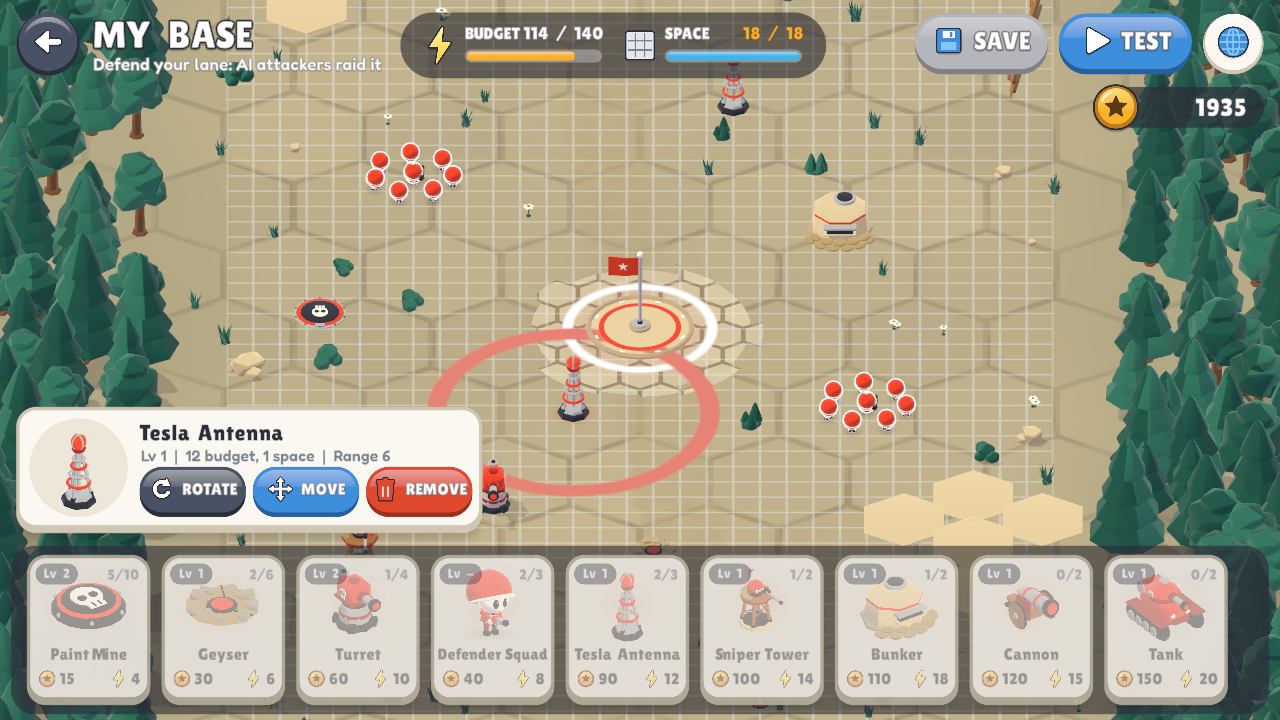 MY BASE
Defend your lane: AI attackers raid it
BUDGET 114 / 140
SPACE 18 / 18
SAVE
TEST
1935
Tesla Antenna
Lv 1 | 12 budget, 1 space | Range 6
ROTATE
MOVE
REMOVE
Lv 2 5/10
Paint Mine
15 4
Lv 1 2/6
Geyser
30 6
Lv 2 1/4
Turret
60 10
Lv - 2/3
Defender Squad
40 8
Lv 1 2/3
Tesla Antenna
90 12
Lv 1 1/2
Sniper Tower
100 14
Lv 1 1/2
Bunker
110 18
Lv 1 0/2
Cannon
120 15
Lv 1 0/2
Tank
150 20